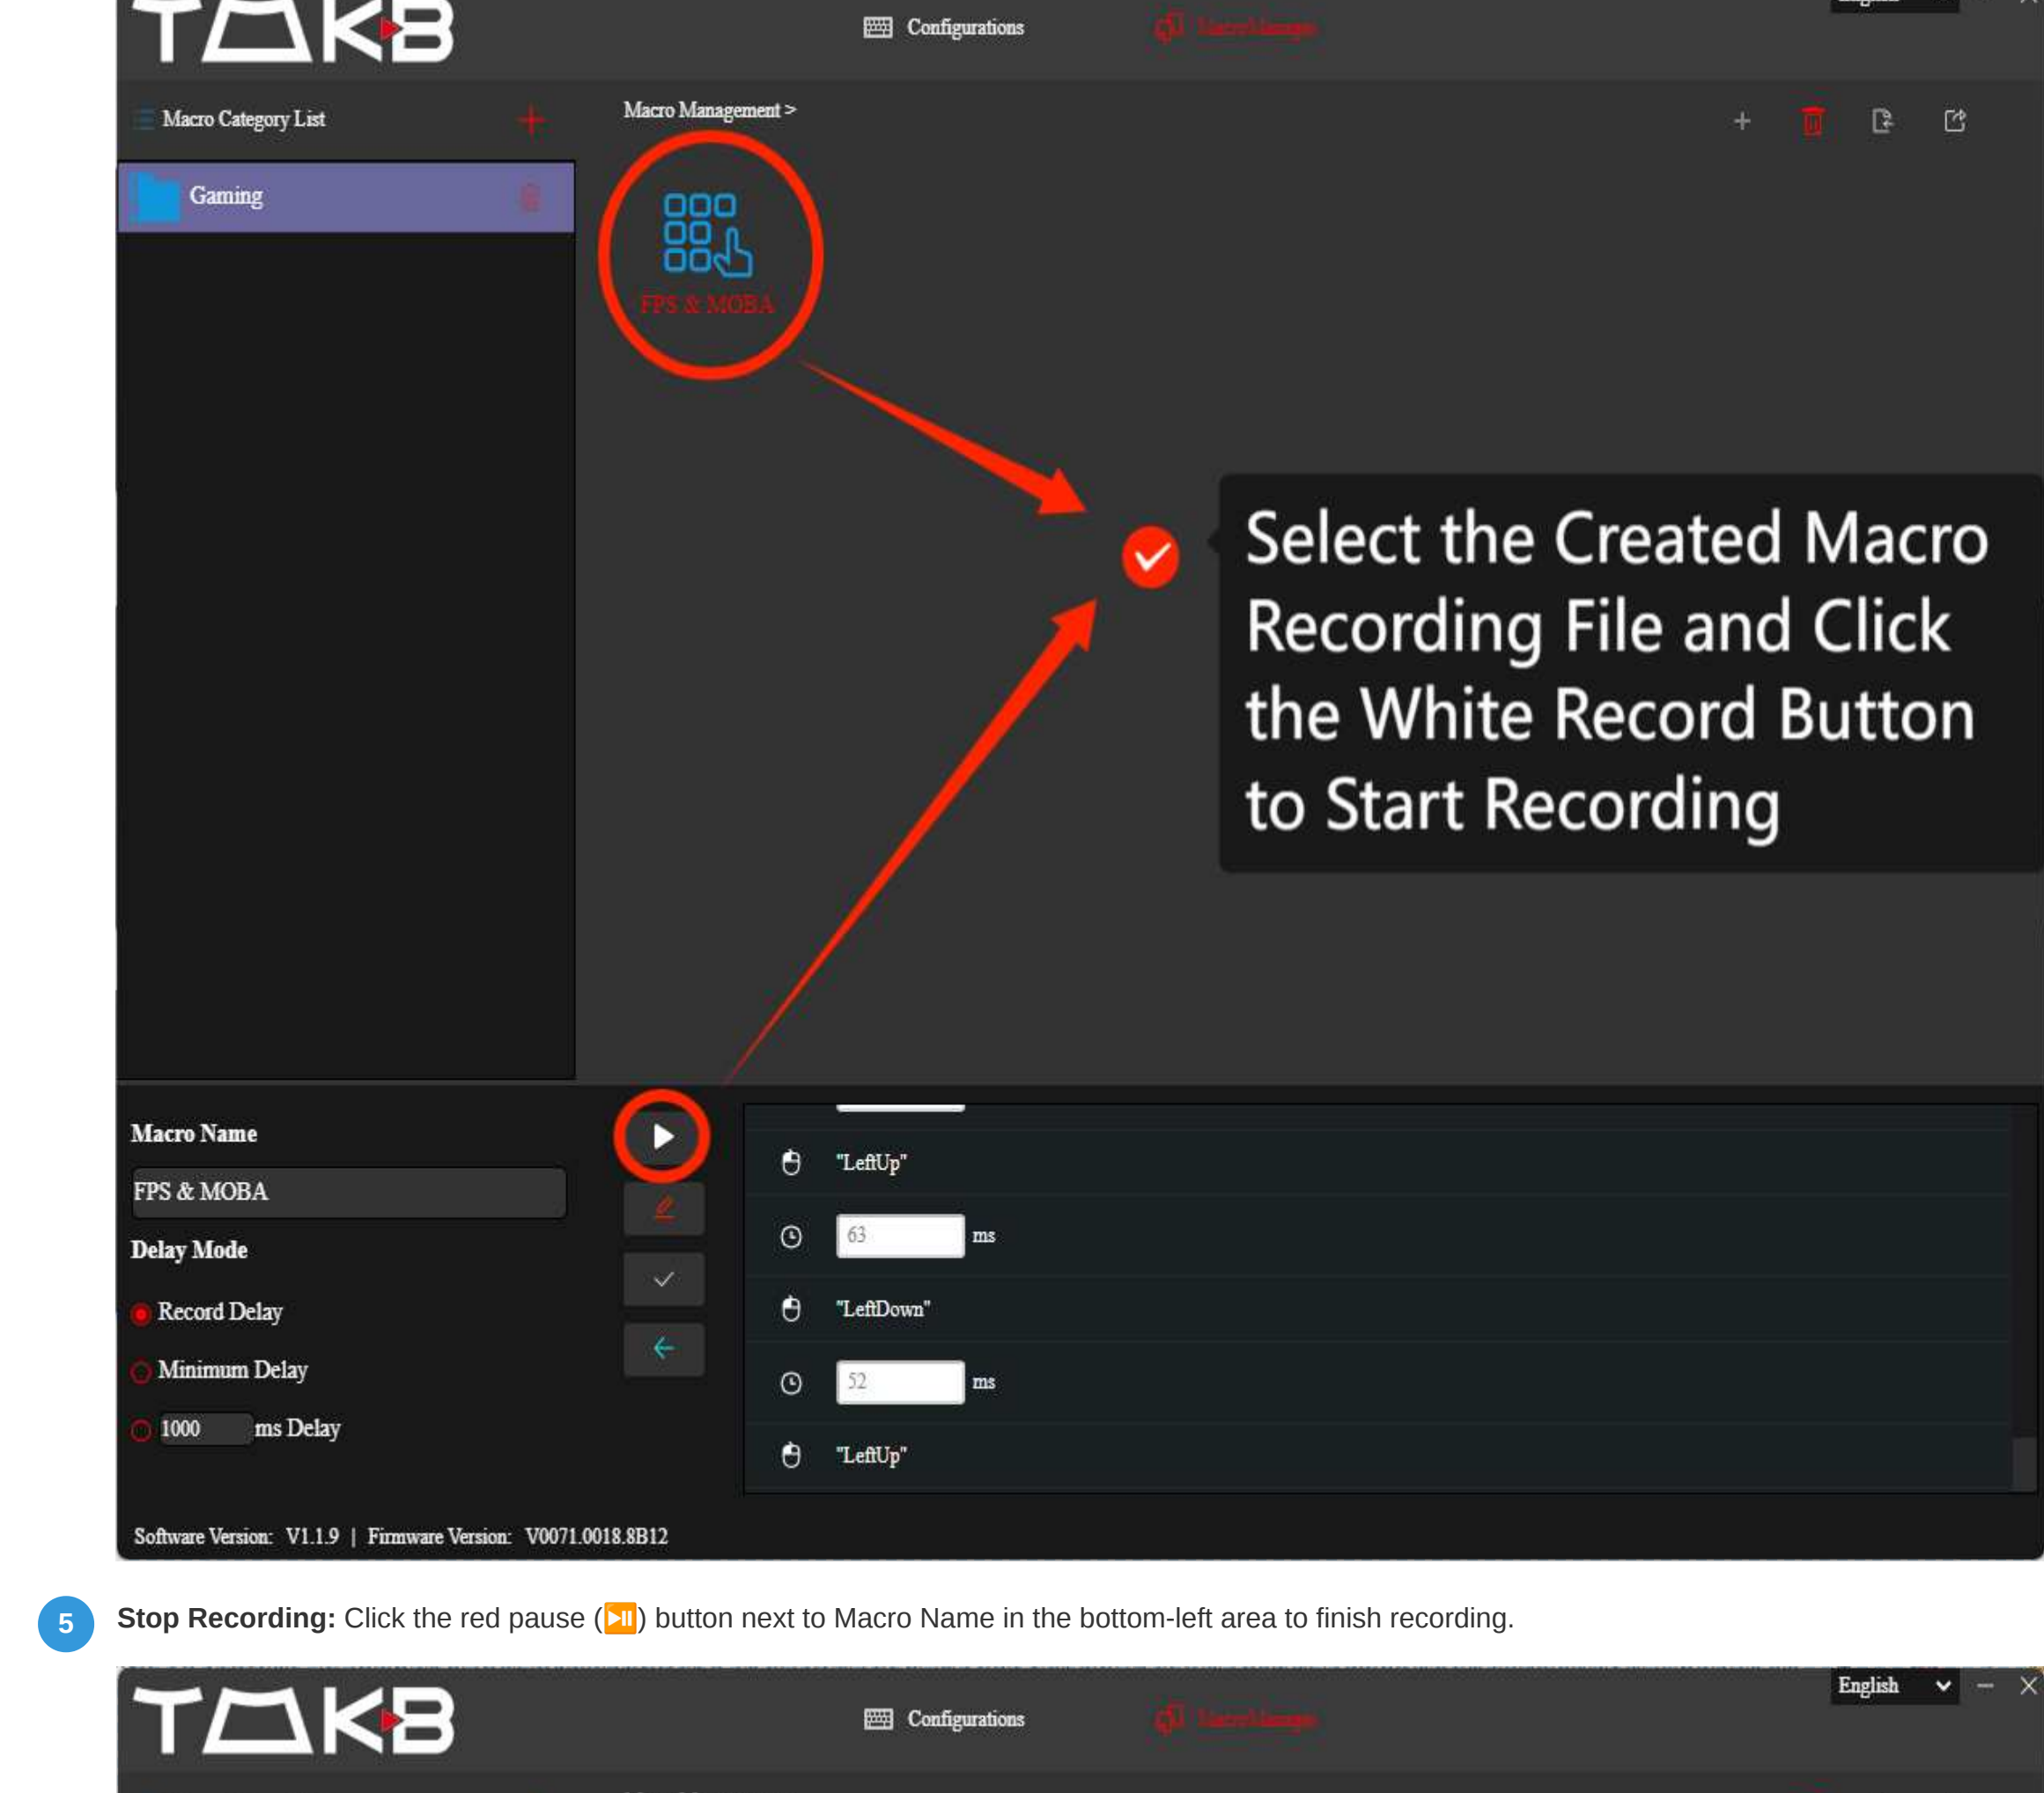 TAKB
Configurations
MacroManager
English
Macro Category List
Macro Management >
Gaming
FPS & MOBA
Select the Created Macro
Recording File and Click
the White Record Button
to Start Recording
Macro Name
FPS & MOBA
Delay Mode
Record Delay
Minimum Delay
1000 ms Delay
"LeftUp"
63 ms
"LeftDown"
52 ms
"LeftUp"
Software Version: V1.1.9 | Firmware Version: V0071.0018.8B12
5 Stop Recording: Click the red pause (⏯) button next to Macro Name in the bottom-left area to finish recording.
TAKB
Configurations
MacroManager
English